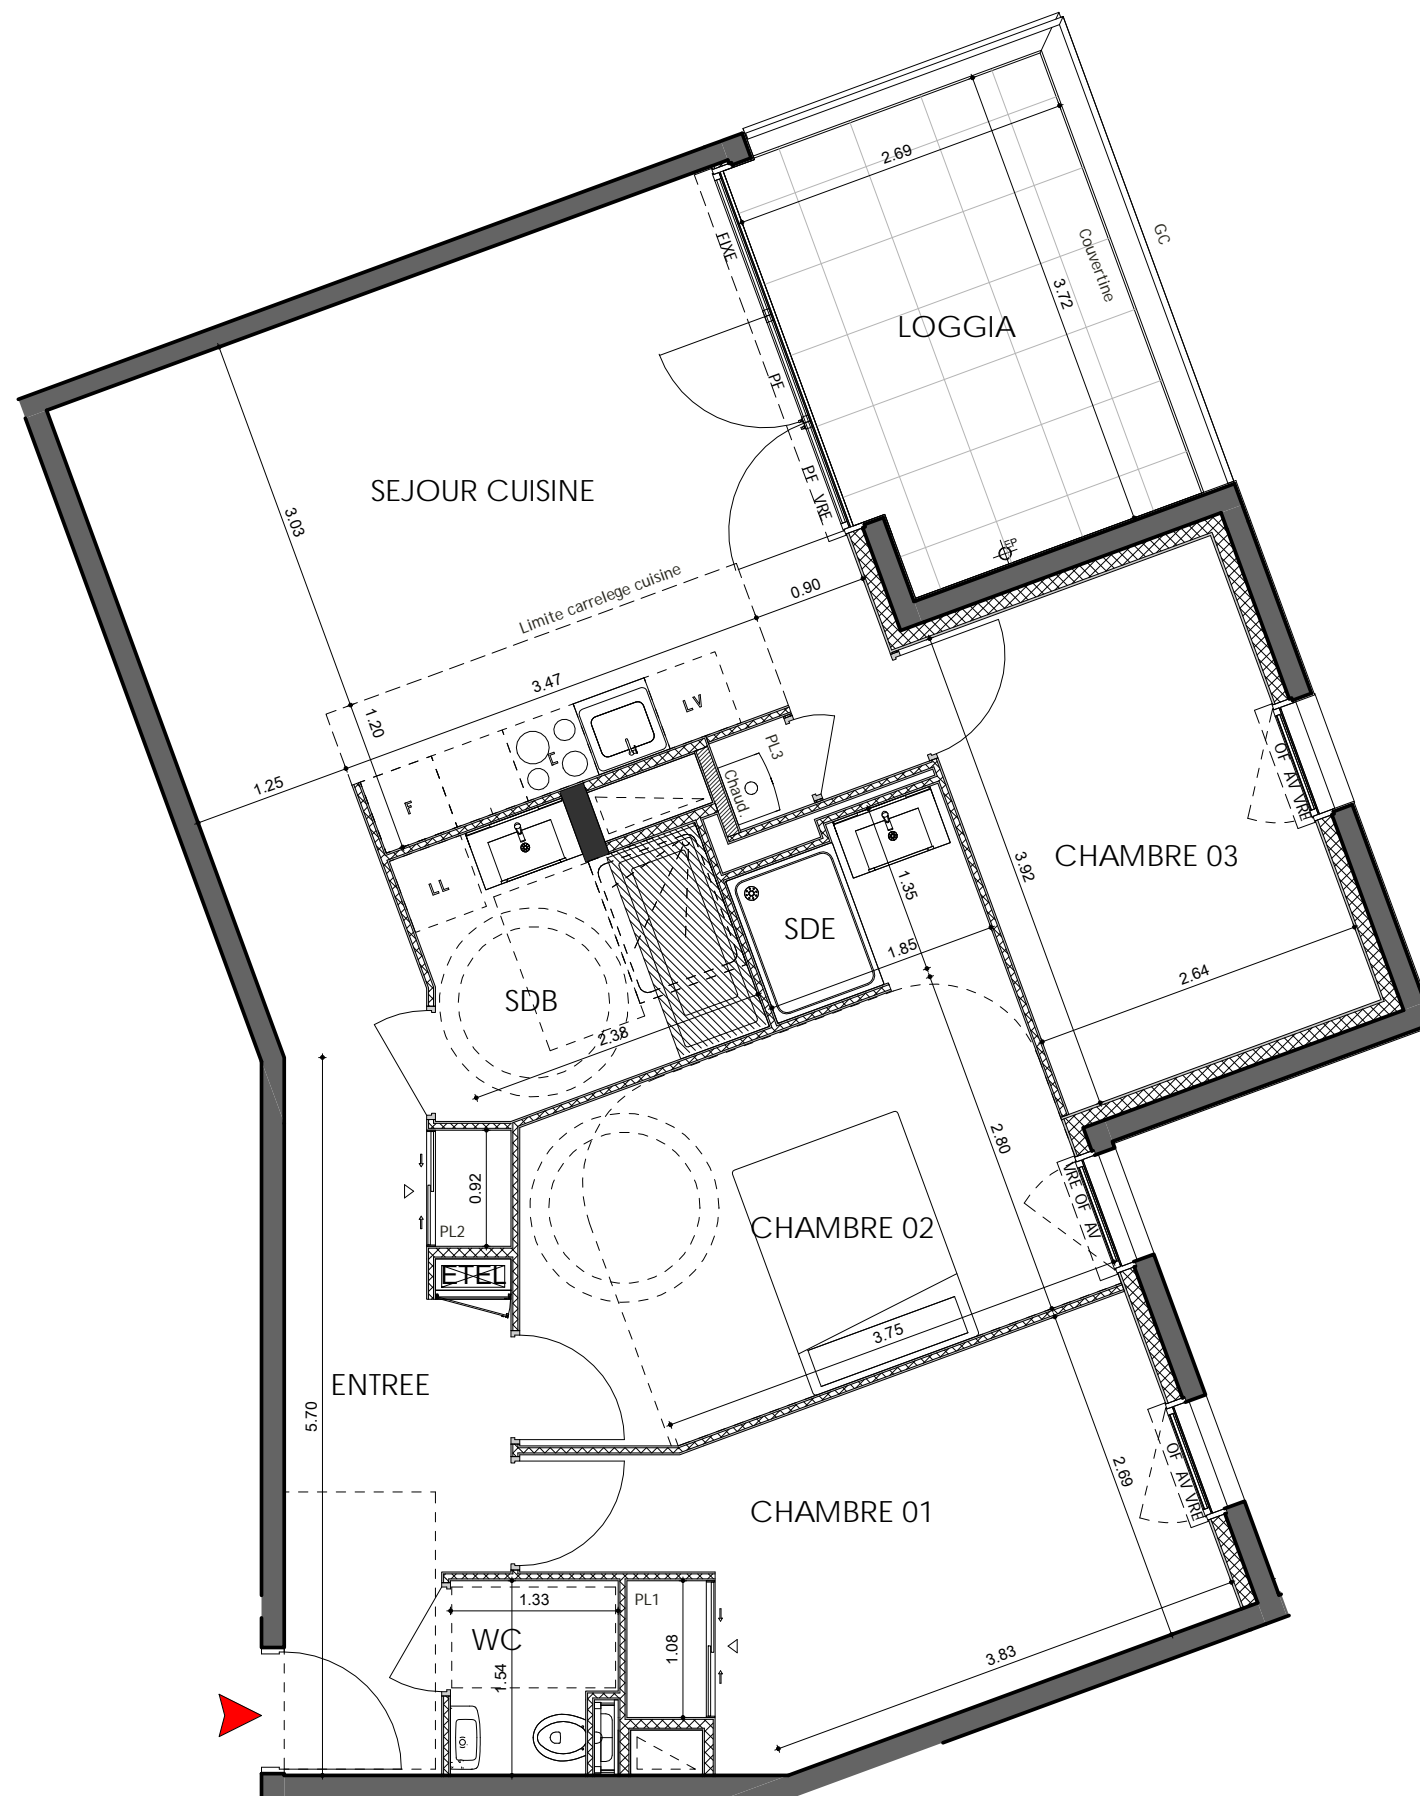 2.69
GC
Couvertine
FIXE
3.72
LOGGIA
PE
SEJOUR CUISINE
PE VRE
3.03
EP
Limite carrelege cuisine
0.90
3.47
LV
1.20
PL3
1.25
E
Chaud
F
OF AV VRE
CHAMBRE 03
3.92
LL
1.35
SDE
1.85
2.64
SDB
2.38
2.80
0.92
VRE OF AV
PL2
CHAMBRE 02
ETEL
3.75
ENTREE
5.70
2.69
OF AV VRE
CHAMBRE 01
1.33
PL1
WC
1.08
1.54
3.83